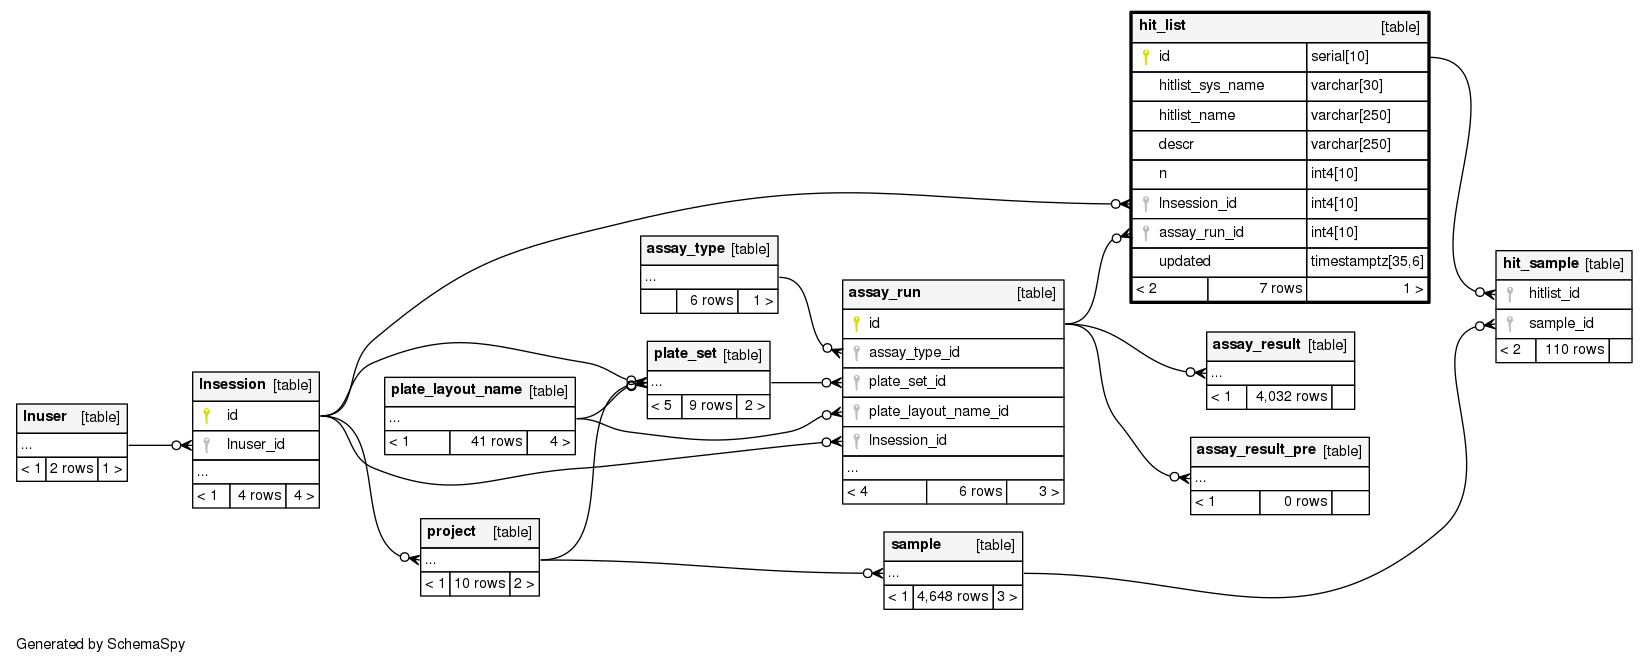 hit_list [table]
id serial[10]
hitlist_sys_name varchar[30]
hitlist_name varchar[250]
descr varchar[250]
n int4[10]
lnsession_id int4[10]
assay_run_id int4[10]
updated timestamptz[35,6]
< 2 7 rows 1 >
assay_type [table]
...
6 rows 1 >
hit_sample [table]
hitlist_id
sample_id
< 2 110 rows
assay_run [table]
id
assay_type_id
plate_set_id
plate_layout_name_id
lnsession_id
...
< 4 6 rows 3 >
assay_result [table]
...
< 1 4,032 rows
plate_set [table]
...
< 5 9 rows 2 >
lnsession [table]
id
lnuser_id
...
< 1 4 rows 4 >
plate_layout_name [table]
...
< 1 41 rows 4 >
lnuser [table]
...
< 1 2 rows 1 >
assay_result_pre [table]
...
< 1 0 rows
project [table]
...
< 1 10 rows 2 >
sample [table]
...
< 1 4,648 rows 3 >
Generated by SchemaSpy